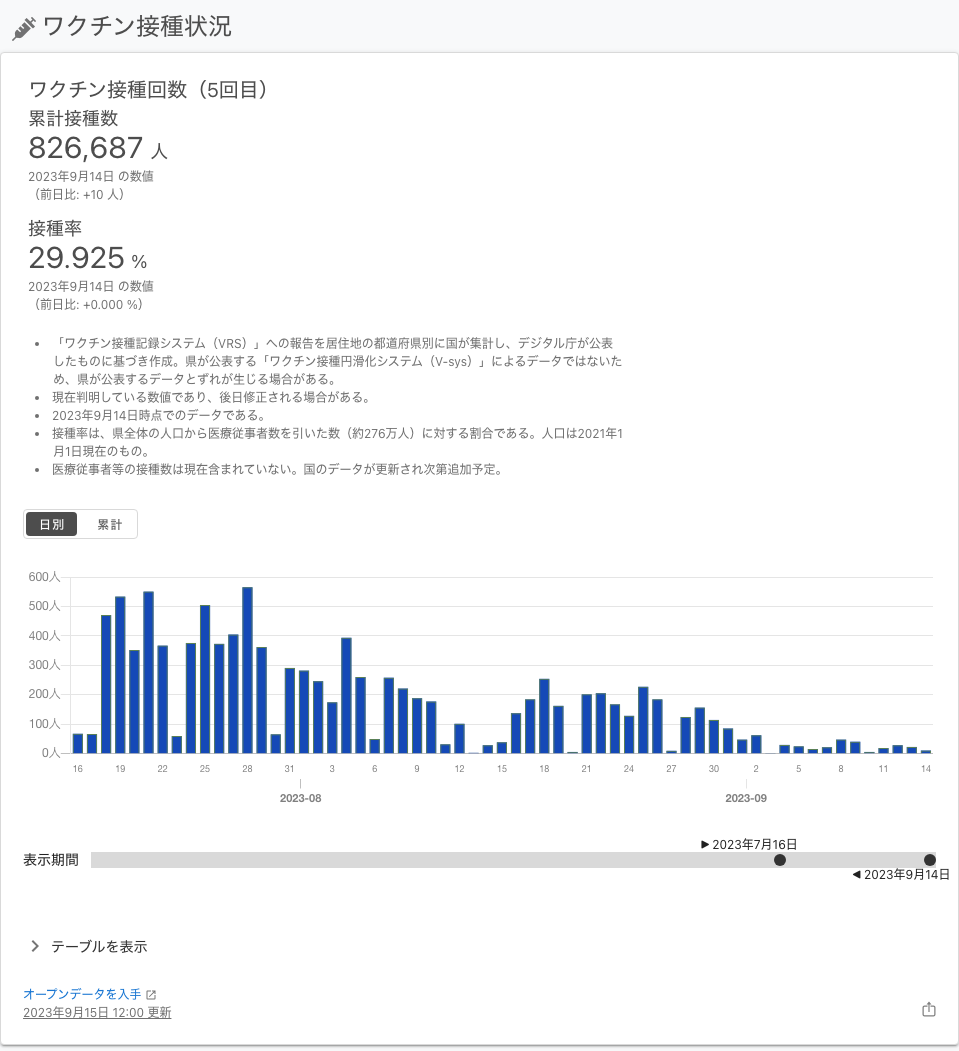 ワクチン接種状況
ワクチン接種回数（5回目）
累計接種数
826,687 人
2023年9月14日 の数値
（前日比: +10 人）
接種率
29.925 %
2023年9月14日 の数値
（前日比: +0.000 %）
• 「ワクチン接種記録システム（VRS）」への報告を居住地の都道府県別に国が集計し、デジタル庁が公表
したものに基づき作成。県が公表する「ワクチン接種円滑化システム（V-sys）」によるデータではないた
め、県が公表するデータとずれが生じる場合がある。
• 現在判明している数値であり、後日修正される場合がある。
• 2023年9月14日時点でのデータである。
• 接種率は、県全体の人口から医療従事者数を引いた数（約276万人）に対する割合である。人口は2021年1
月1日現在のもの。
• 医療従事者等の接種数は現在含まれていない。国のデータが更新され次第追加予定。
日別 累計
600人
500人
400人
300人
200人
100人
0人
16 19 22 25 28 31 3 6 9 12 15 18 21 24 27 30 2 5 8 11 14
2023-08 2023-09
▶ 2023年7月16日
表示期間
◀ 2023年9月14日
テーブルを表示
オープンデータを入手
2023年9月15日 12:00 更新